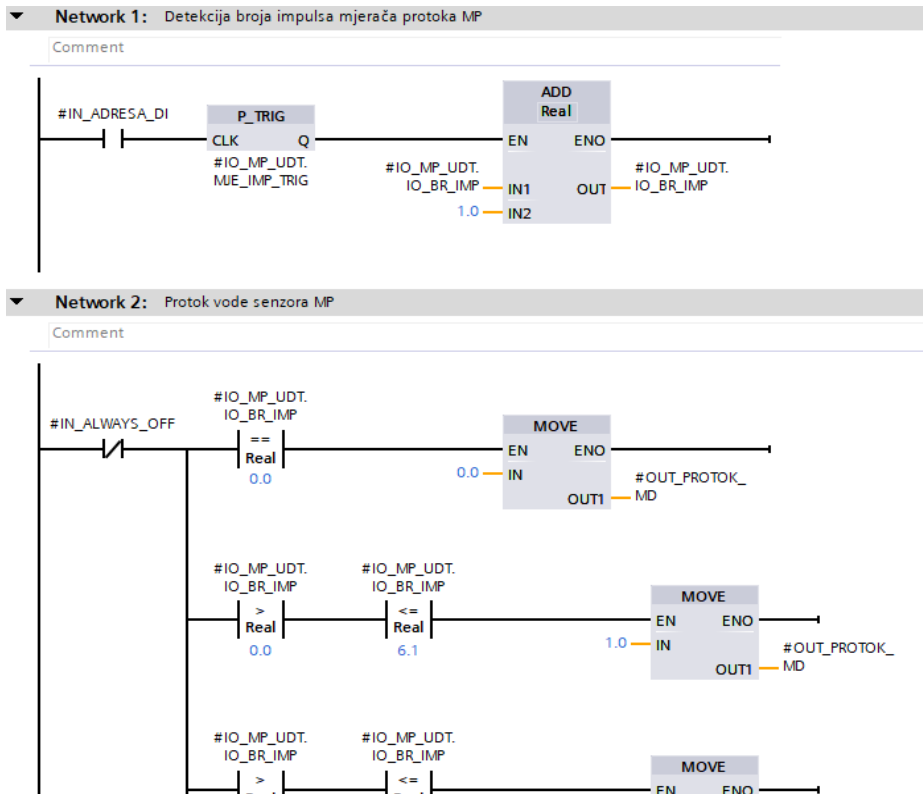 Network 1: Detekcija broja impulsa mjerača protoka MP
Comment
#IN_ADRESA_DI
P_TRIG
CLK Q
#IO_MP_UDT.
MJE_IMP_TRIG
ADD
Real
EN ENO
#IO_MP_UDT.
IO_BR_IMP
IN1
1.0
IN2
OUT
#IO_MP_UDT.
IO_BR_IMP
Network 2: Protok vode senzora MP
Comment
#IN_ALWAYS_OFF
#IO_MP_UDT.
IO_BR_IMP
==
Real
0.0
MOVE
EN ENO
0.0
IN
OUT1
#OUT_PROTOK_
MD
#IO_MP_UDT.
IO_BR_IMP
>
Real
0.0
#IO_MP_UDT.
IO_BR_IMP
<=
Real
6.1
MOVE
EN ENO
1.0
IN
OUT1
#OUT_PROTOK_
MD
#IO_MP_UDT.
IO_BR_IMP
>
#IO_MP_UDT.
IO_BR_IMP
<=
MOVE
EN ENO